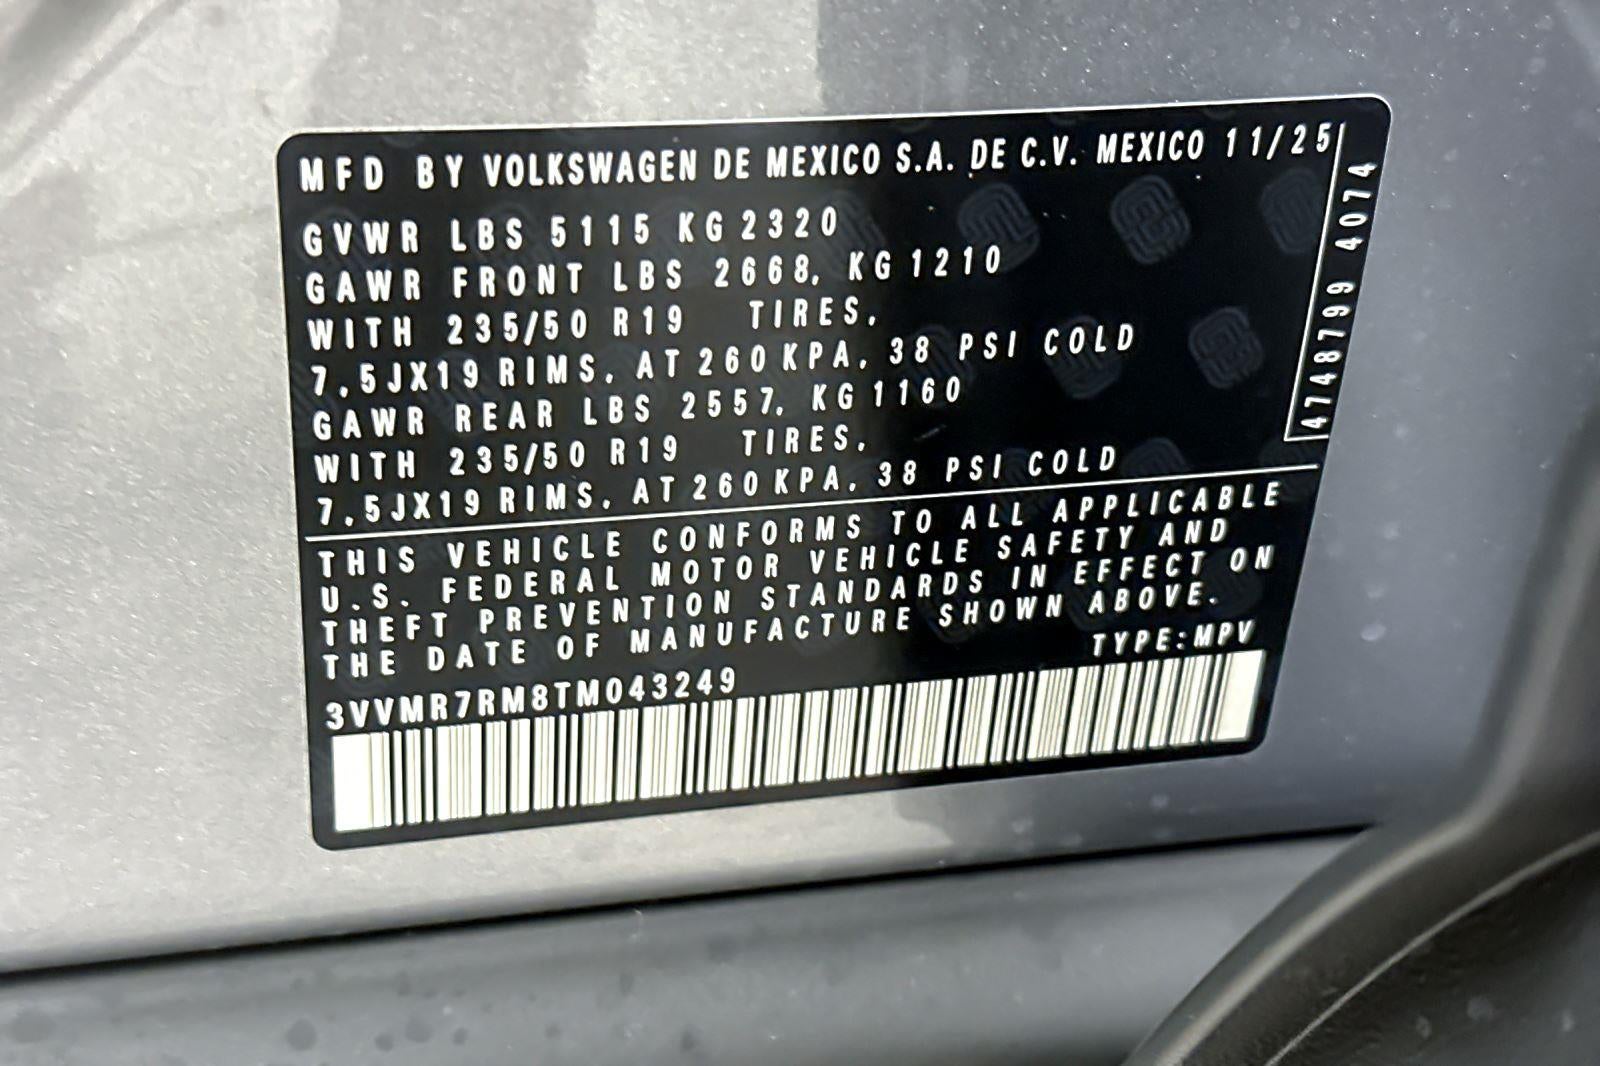 MFD BY VOLKSWAGEN DE MEXICO S.A. DE C.V. MEXICO 11/25
GVWR LBS 5115 KG 2320
GAWR FRONT LBS 2668, KG 1210
WITH 235/50 R19 TIRES,
7,5JX19 RIMS, AT 260 KPA, 38 PSI COLD
GAWR REAR LBS 2557, KG 1160
WITH 235/50 R19 TIRES,
7,5JX19 RIMS, AT 260 KPA, 38 PSI COLD
4748799 4074
THIS VEHICLE CONFORMS TO ALL APPLICABLE
U.S. FEDERAL MOTOR VEHICLE SAFETY AND
THEFT PREVENTION STANDARDS IN EFFECT ON
THE DATE OF MANUFACTURE SHOWN ABOVE.
TYPE:MPV
3VVMR7RM8TM043249